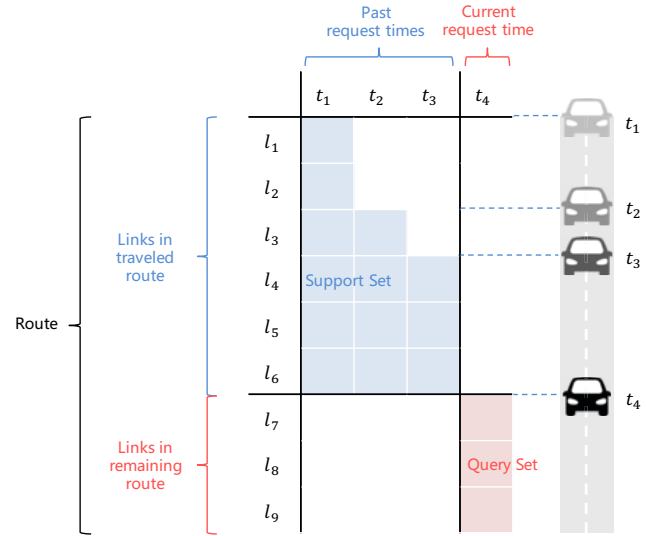 Past
request times
Current
request time
t₁ t₂ t₃ t₄
l₁
l₂
l₃
l₄
l₅
l₆
l₇
l₈
l₉
Links in
traveled
route
Route
Links in
remaining
route
Support Set
Query Set
t₁
t₂
t₃
t₄